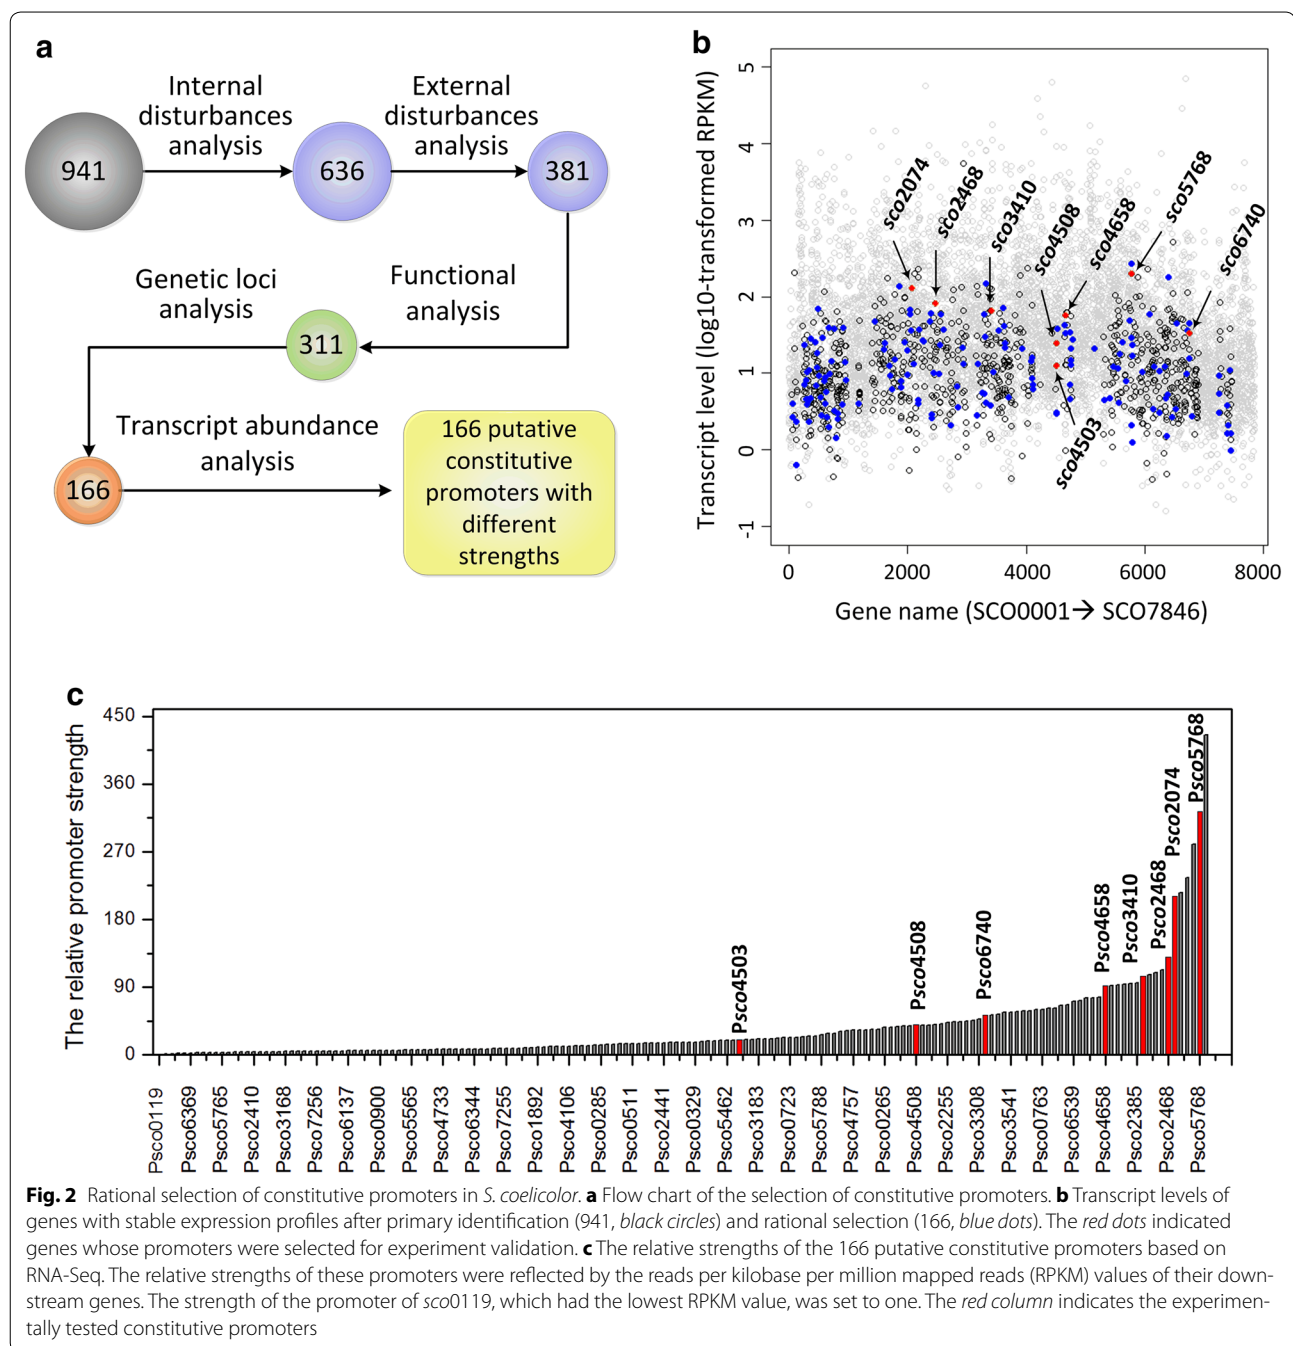 a
Internal
disturbances
analysis
External
disturbances
analysis
941
636
381
Genetic loci
analysis
Functional
analysis
311
Transcript abundance
analysis
166
166 putative
constitutive
promoters with
different
strengths
b
Transcript level (log10-transformed RPKM)
5
4
3
2
1
0
-1
sco2074
sco2468
sco3410
sco4508
sco4658
sco5768
sco6740
sco4503
0
2000
4000
6000
8000
Gene name (SCO0001→ SCO7846)
c
The relative promoter strength
450
360
270
180
90
0
Psco4503
Psco4508
Psco6740
Psco4658
Psco3410
Psco2468
Psco2074
Psco5768
Psco0119
Psco6369
Psco5765
Psco2410
Psco3168
Psco7256
Psco6137
Psco0900
Psco5565
Psco4733
Psco6344
Psco7255
Psco1892
Psco4106
Psco0285
Psco0511
Psco2441
Psco0329
Psco5462
Psco3183
Psco0723
Psco5788
Psco4757
Psco0265
Psco4508
Psco2255
Psco3308
Psco3541
Psco0763
Psco6539
Psco4658
Psco2385
Psco2468
Psco5768
Fig. 2 Rational selection of constitutive promoters in S. coelicolor. a Flow chart of the selection of constitutive promoters. b Transcript levels of
genes with stable expression profiles after primary identification (941, black circles) and rational selection (166, blue dots). The red dots indicated
genes whose promoters were selected for experiment validation. c The relative strengths of the 166 putative constitutive promoters based on
RNA-Seq. The relative strengths of these promoters were reflected by the reads per kilobase per million mapped reads (RPKM) values of their down-
stream genes. The strength of the promoter of sco0119, which had the lowest RPKM value, was set to one. The red column indicates the experimen-
tally tested constitutive promoters